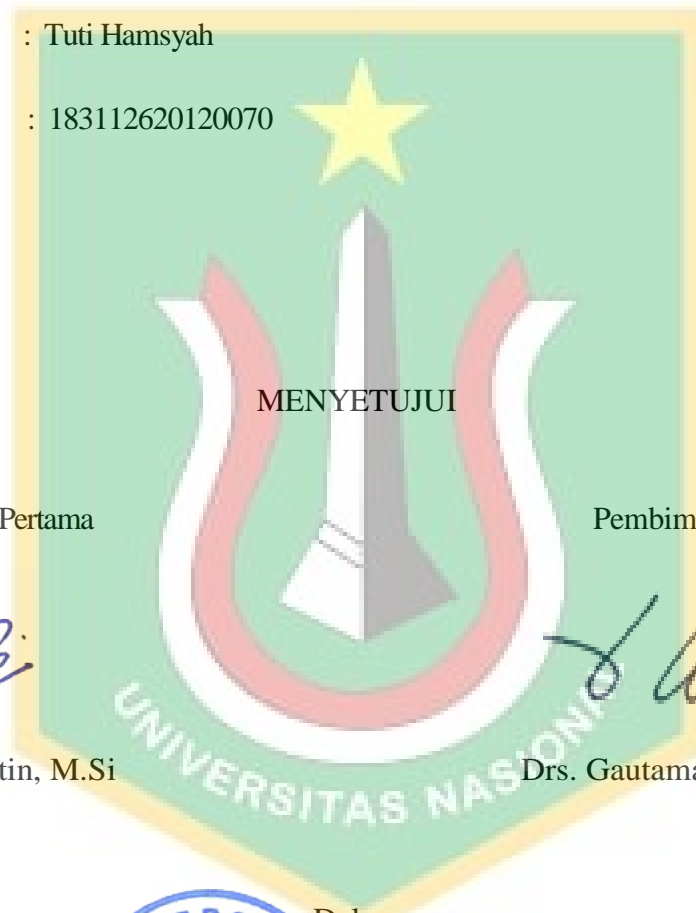 : Tuti Hamsyah
: 183112620120070
MENYETUJUI
Pertama Pembim
tin, M.Si Drs. Gautama
UNIVERSITAS NASIONAL